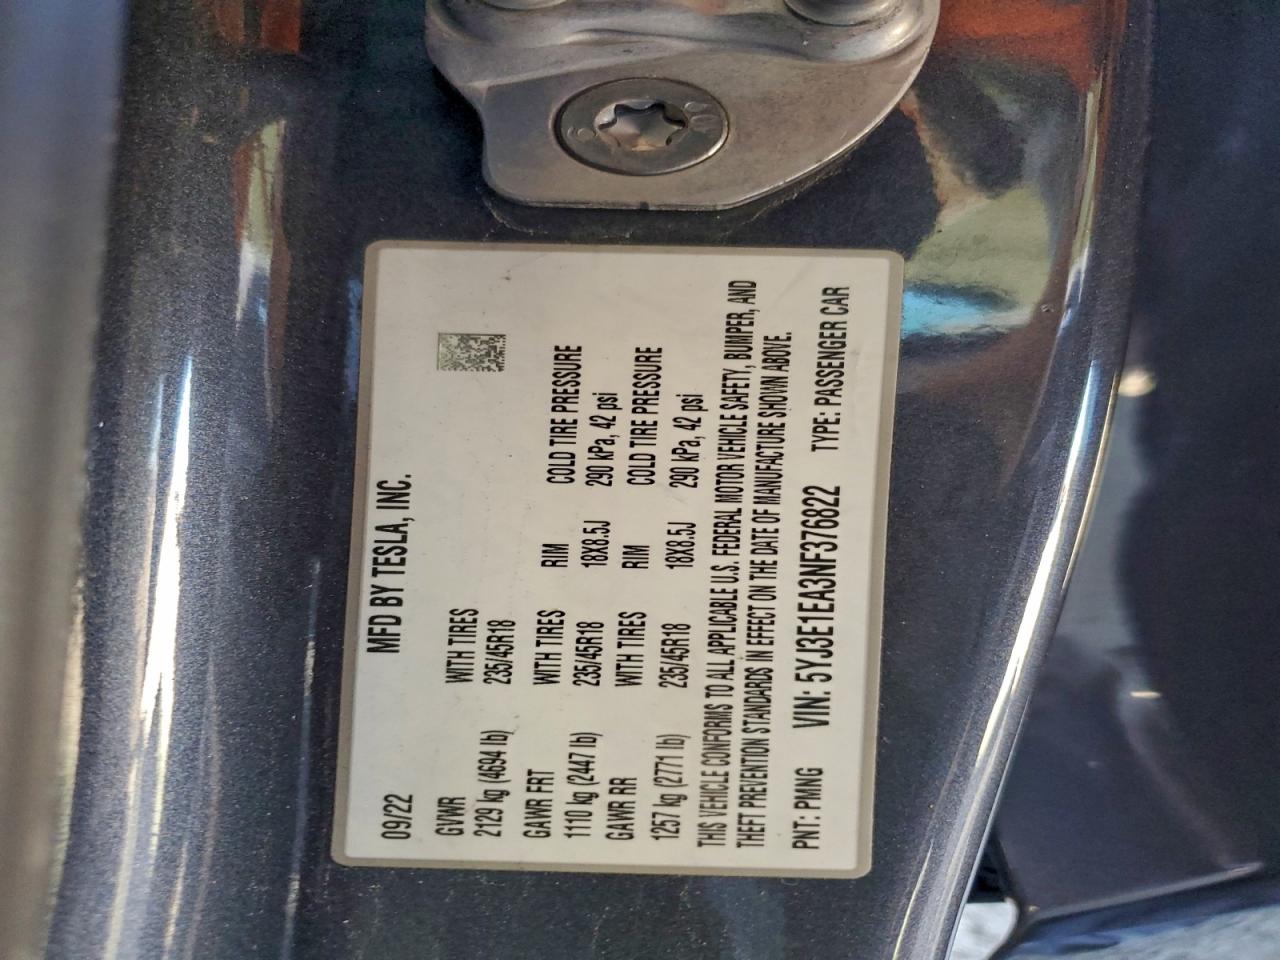 09/22 MFD BY TESLA, INC.
GVWR WITH TIRES
2129 kg (4694 lb) 235/45R18
GAWR FRT WITH TIRES RIM COLD TIRE PRESSURE
1110 kg (2447 lb) 235/45R18 18X8.5J 290 kPa, 42 psi
GAWR RR WITH TIRES RIM COLD TIRE PRESSURE
1257 kg (2771 lb) 235/45R18 18X8.5J 290 kPa, 42 psi
THIS VEHICLE CONFORMS TO ALL APPLICABLE U.S. FEDERAL MOTOR VEHICLE SAFETY, BUMPER, AND
THEFT PREVENTION STANDARDS IN EFFECT ON THE DATE OF MANUFACTURE SHOWN ABOVE.
PNT: PMNG VIN: 5YJ3E1EA3NF376822 TYPE: PASSENGER CAR